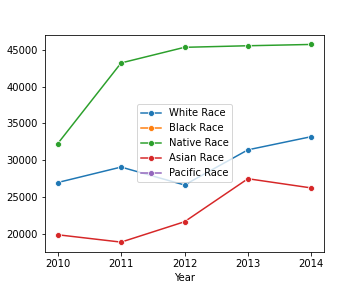 45000
40000
35000
30000
25000
20000
White Race
Black Race
Native Race
Asian Race
Pacific Race
2010 2011 2012 2013 2014
Year